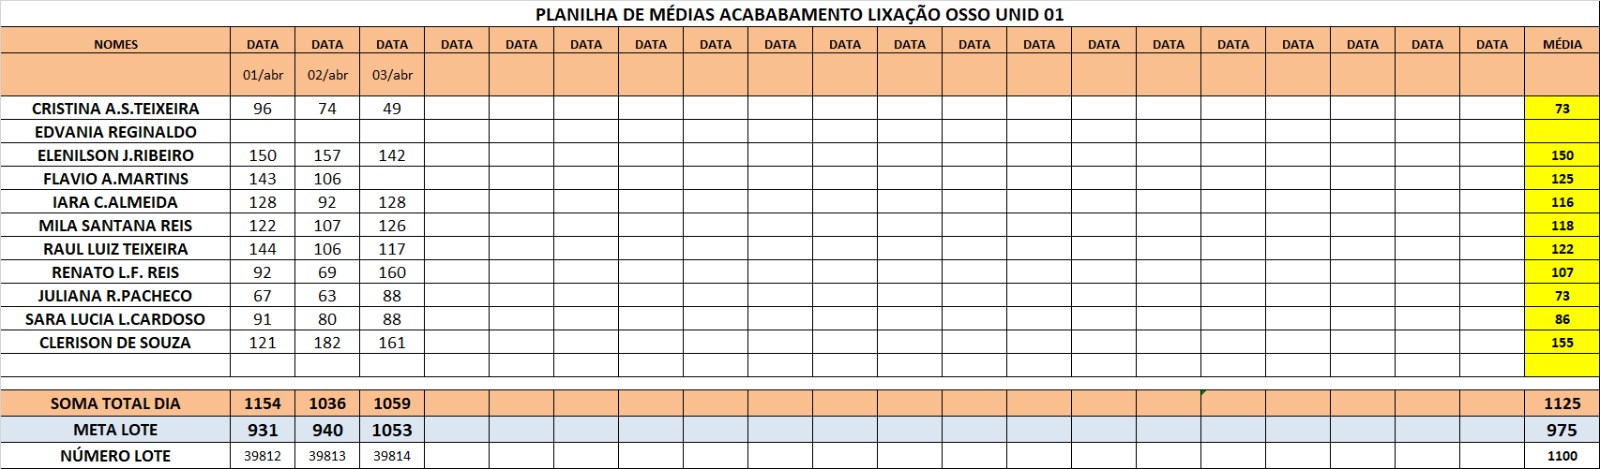 PLANILHA DE MÉDIAS ACABABAMENTO LIXAÇÃO OSSO UNID 01
NOMES DATA DATA DATA DATA DATA DATA DATA DATA DATA DATA DATA DATA DATA DATA DATA DATA DATA DATA DATA DATA MÉDIA
01/abr 02/abr 03/abr
CRISTINA A.S.TEIXEIRA 96 74 49 73
EDVANIA REGINALDO
ELENILSON J.RIBEIRO 150 157 142 150
FLAVIO A.MARTINS 143 106 125
IARA C.ALMEIDA 128 92 128 116
MILA SANTANA REIS 122 107 126 118
RAUL LUIZ TEIXEIRA 144 106 117 122
RENATO L.F. REIS 92 69 160 107
JULIANA R.PACHECO 67 63 88 73
SARA LUCIA L.CARDOSO 91 80 88 86
CLERISON DE SOUZA 121 182 161 155
SOMA TOTAL DIA 1154 1036 1059 1125
META LOTE 931 940 1053 975
NÚMERO LOTE 39812 39813 39814 1100